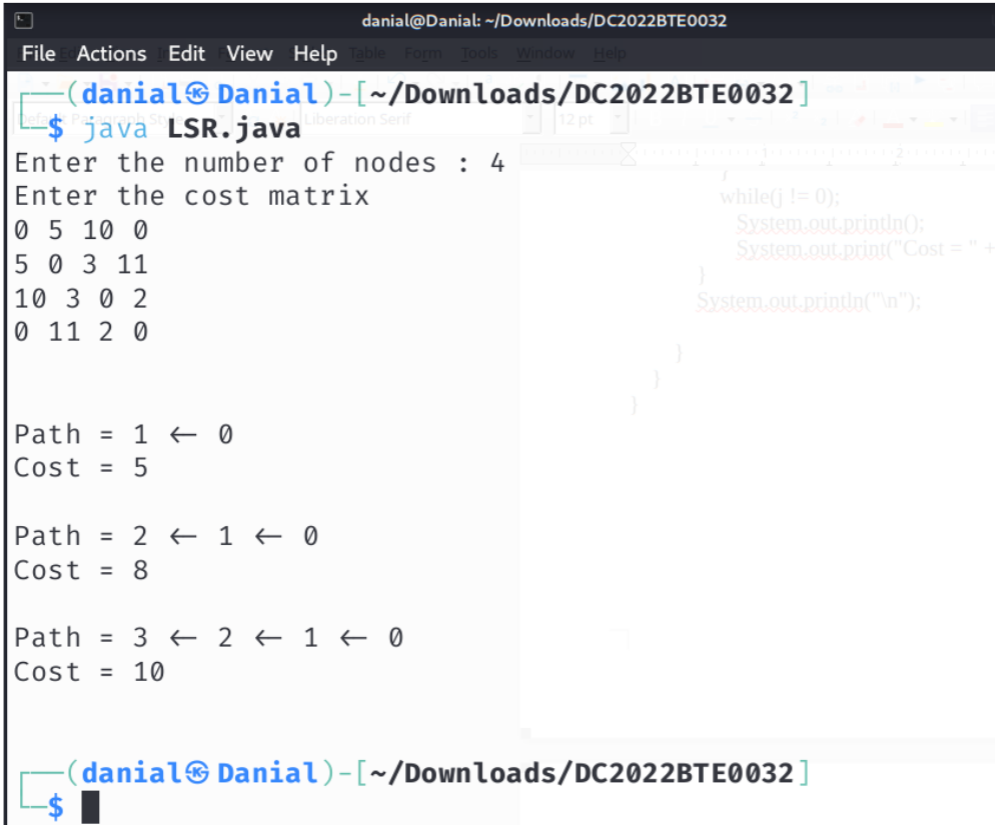 danial@Danial: ~/Downloads/DC2022BTE0032
File Actions Edit View Help
Table Form Tools Window Help
┌──(danial㉿Danial)-[~/Downloads/DC2022BTE0032]
Default Paragraph Style Liberation Serif 12 pt
└─$ java LSR.java
Enter the number of nodes : 4
Enter the cost matrix
0 5 10 0
5 0 3 11
10 3 0 2
0 11 2 0
Path = 1 ← 0
Cost = 5
Path = 2 ← 1 ← 0
Cost = 8
Path = 3 ← 2 ← 1 ← 0
Cost = 10
┌──(danial㉿Danial)-[~/Downloads/DC2022BTE0032]
└─$
1 2
}
while(j != 0);
System.out.println();
System.out.print("Cost = " +
}
System.out.println("\n");
}
}
}